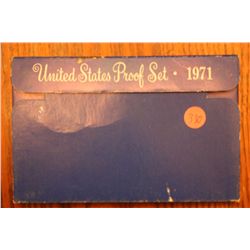 United States Proof Set • 1971